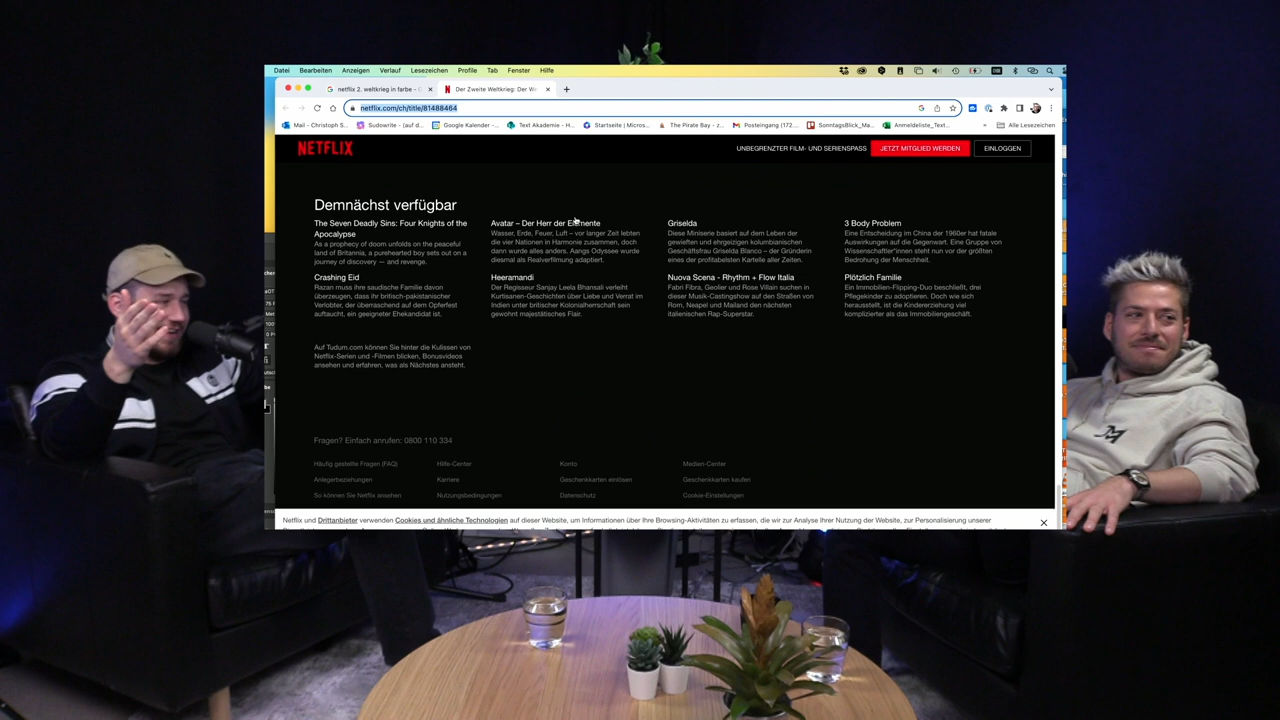 Datei Bearbeiten Anzeigen Verlauf Lesezeichen Profile Tab Fenster Hilfe
netflix 2. weltkrieg in farbe - G
Der Zweite Weltkrieg: Der We
netflix.com/ch/title/81488464
Mail - Christoph S... Sudowrite - (auf d... Google Kalender -... Text Akademie - H... Startseite | Micros... The Pirate Bay - z... Posteingang (172... SonntagsBlick_Ma... Anmeldeliste_Text... » Alle Lesezeichen
NETFLIX
UNBEGRENZTER FILM- UND SERIENSPASS
JETZT MITGLIED WERDEN
EINLOGGEN
Demnächst verfügbar
The Seven Deadly Sins: Four Knights of the
Apocalypse
As a prophecy of doom unfolds on the peaceful
land of Britannia, a purehearted boy sets out on a
journey of discovery — and revenge.
Avatar – Der Herr der Elemente
Wasser, Erde, Feuer, Luft – vor langer Zeit lebten
die vier Nationen in Harmonie zusammen, doch
dann wurde alles anders. Aangs Odyssee wurde
diesmal als Realverfilmung adaptiert.
Griselda
Diese Miniserie basiert auf dem Leben der
gewieften und ehrgeizigen kolumbianischen
Geschäftsfrau Griselda Blanco – der Gründerin
eines der profitabelsten Kartelle aller Zeiten.
3 Body Problem
Eine Entscheidung im China der 1960er hat fatale
Auswirkungen auf die Gegenwart. Eine Gruppe von
Wissenschaftler*innen steht nun vor der größten
Bedrohung der Menschheit.
Crashing Eid
Razan muss ihre saudische Familie davon
überzeugen, dass ihr britisch-pakistanischer
Verlobter, der überraschend auf dem Opferfest
auftaucht, ein geeigneter Ehekandidat ist.
Heeramandi
Der Regisseur Sanjay Leela Bhansali verleiht
Kurtisanen-Geschichten über Liebe und Verrat im
Indien unter britischer Kolonialherrschaft sein
gewohnt majestätisches Flair.
Nuova Scena - Rhythm + Flow Italia
Fabri Fibra, Geolier und Rose Villain suchen in
dieser Musik-Castingshow auf den Straßen von
Rom, Neapel und Mailand den nächsten
italienischen Rap-Superstar.
Plötzlich Familie
Ein Immobilien-Flipping-Duo beschließt, drei
Pflegekinder zu adoptieren. Doch wie sich
herausstellt, ist die Kindererziehung viel
komplizierter als das Immobiliengeschäft.
Auf Tudum.com können Sie hinter die Kulissen von
Netflix-Serien und -Filmen blicken, Bonusvideos
ansehen und erfahren, was als Nächstes ansteht.
Fragen? Einfach anrufen: 0800 110 334
Häufig gestellte Fragen (FAQ) Hilfe-Center Konto Medien-Center
Anlegerbeziehungen Karriere Geschenkkarten einlösen Geschenkkarten kaufen
So können Sie Netflix ansehen Nutzungsbedingungen Datenschutz Cookie-Einstellungen
Netflix und Drittanbieter verwenden Cookies und ähnliche Technologien auf dieser Website, um Informationen über Ihre Browsing-Aktivitäten zu erfassen, die wir zur Analyse Ihrer Nutzung der Website, zur Personalisierung unserer